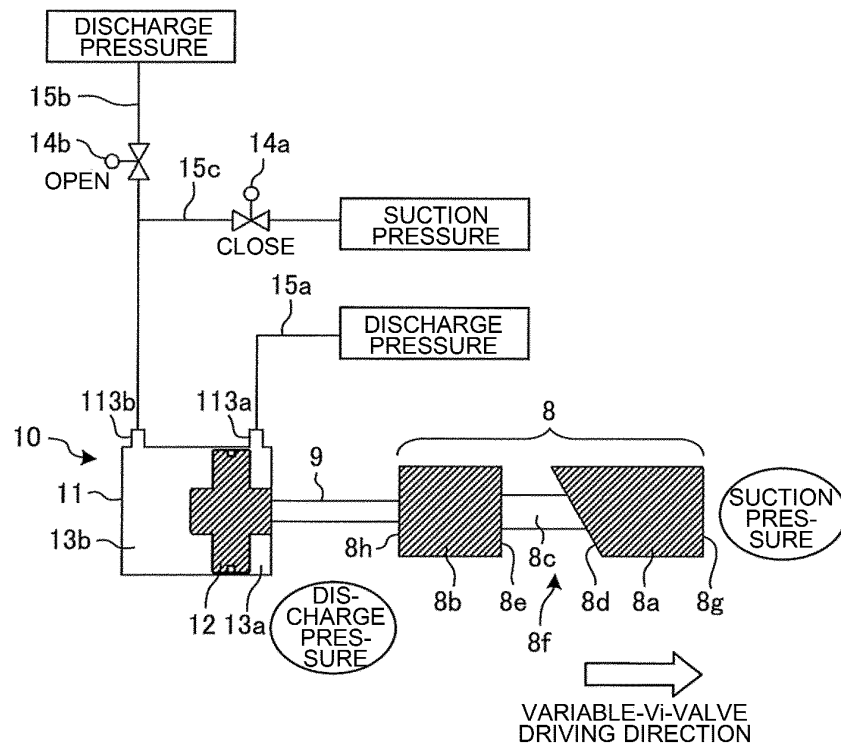 DISCHARGE
PRESSURE
15b
14b
OPEN
14a
15c
CLOSE
SUCTION
PRESSURE
15a
DISCHARGE
PRESSURE
113b
113a
10
11
13b
12
13a
9
8
8h
8b
8e
8c
8f
8d
8a
8g
SUCTION
PRES-
SURE
DIS-
CHARGE
PRES-
SURE
VARIABLE-Vi-VALVE
DRIVING DIRECTION